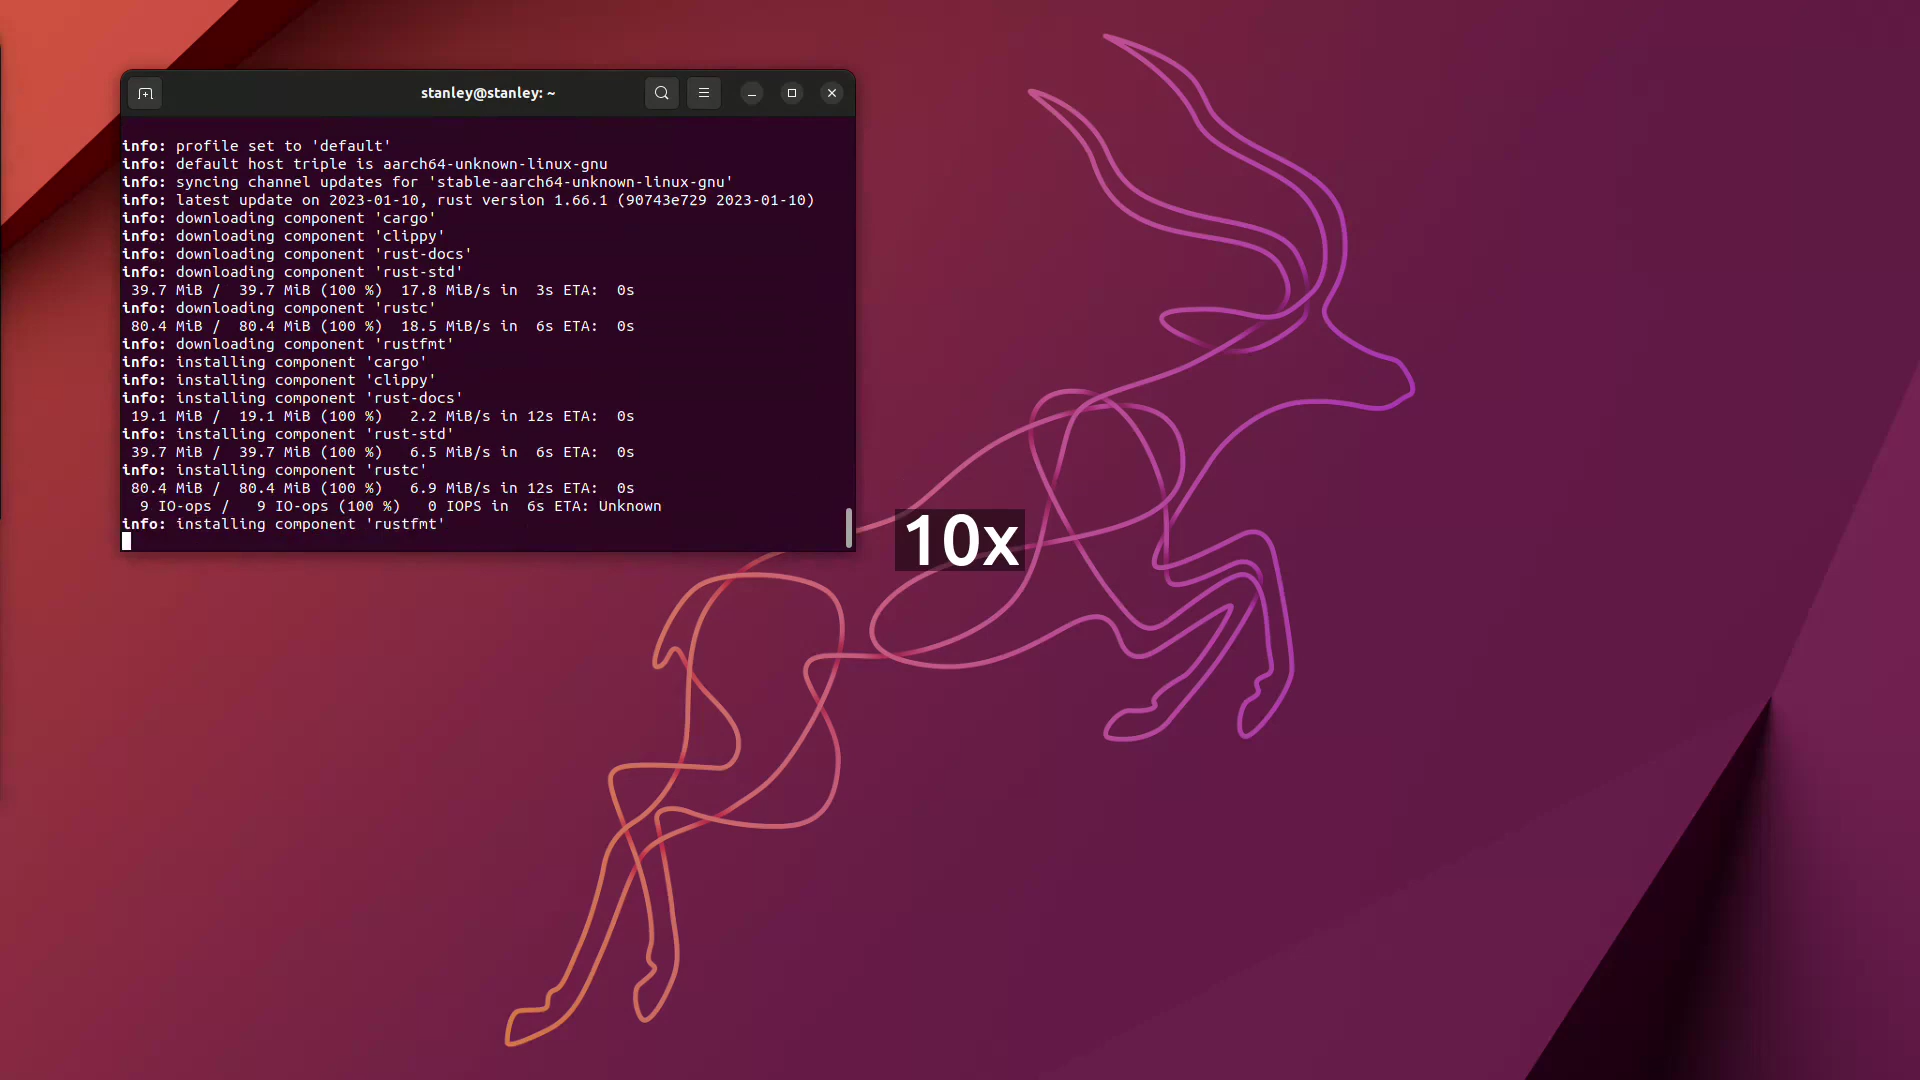 stanley@stanley: ~
info: profile set to 'default'
info: default host triple is aarch64-unknown-linux-gnu
info: syncing channel updates for 'stable-aarch64-unknown-linux-gnu'
info: latest update on 2023-01-10, rust version 1.66.1 (90743e729 2023-01-10)
info: downloading component 'cargo'
info: downloading component 'clippy'
info: downloading component 'rust-docs'
info: downloading component 'rust-std'
 39.7 MiB /  39.7 MiB (100 %)  17.8 MiB/s in  3s ETA:  0s
info: downloading component 'rustc'
 80.4 MiB /  80.4 MiB (100 %)  18.5 MiB/s in  6s ETA:  0s
info: downloading component 'rustfmt'
info: installing component 'cargo'
info: installing component 'clippy'
info: installing component 'rust-docs'
 19.1 MiB /  19.1 MiB (100 %)   2.2 MiB/s in 12s ETA:  0s
info: installing component 'rust-std'
 39.7 MiB /  39.7 MiB (100 %)   6.5 MiB/s in  6s ETA:  0s
info: installing component 'rustc'
 80.4 MiB /  80.4 MiB (100 %)   6.9 MiB/s in 12s ETA:  0s
  9 IO-ops /   9 IO-ops (100 %)   0 IOPS in  6s ETA: Unknown
info: installing component 'rustfmt'
10x